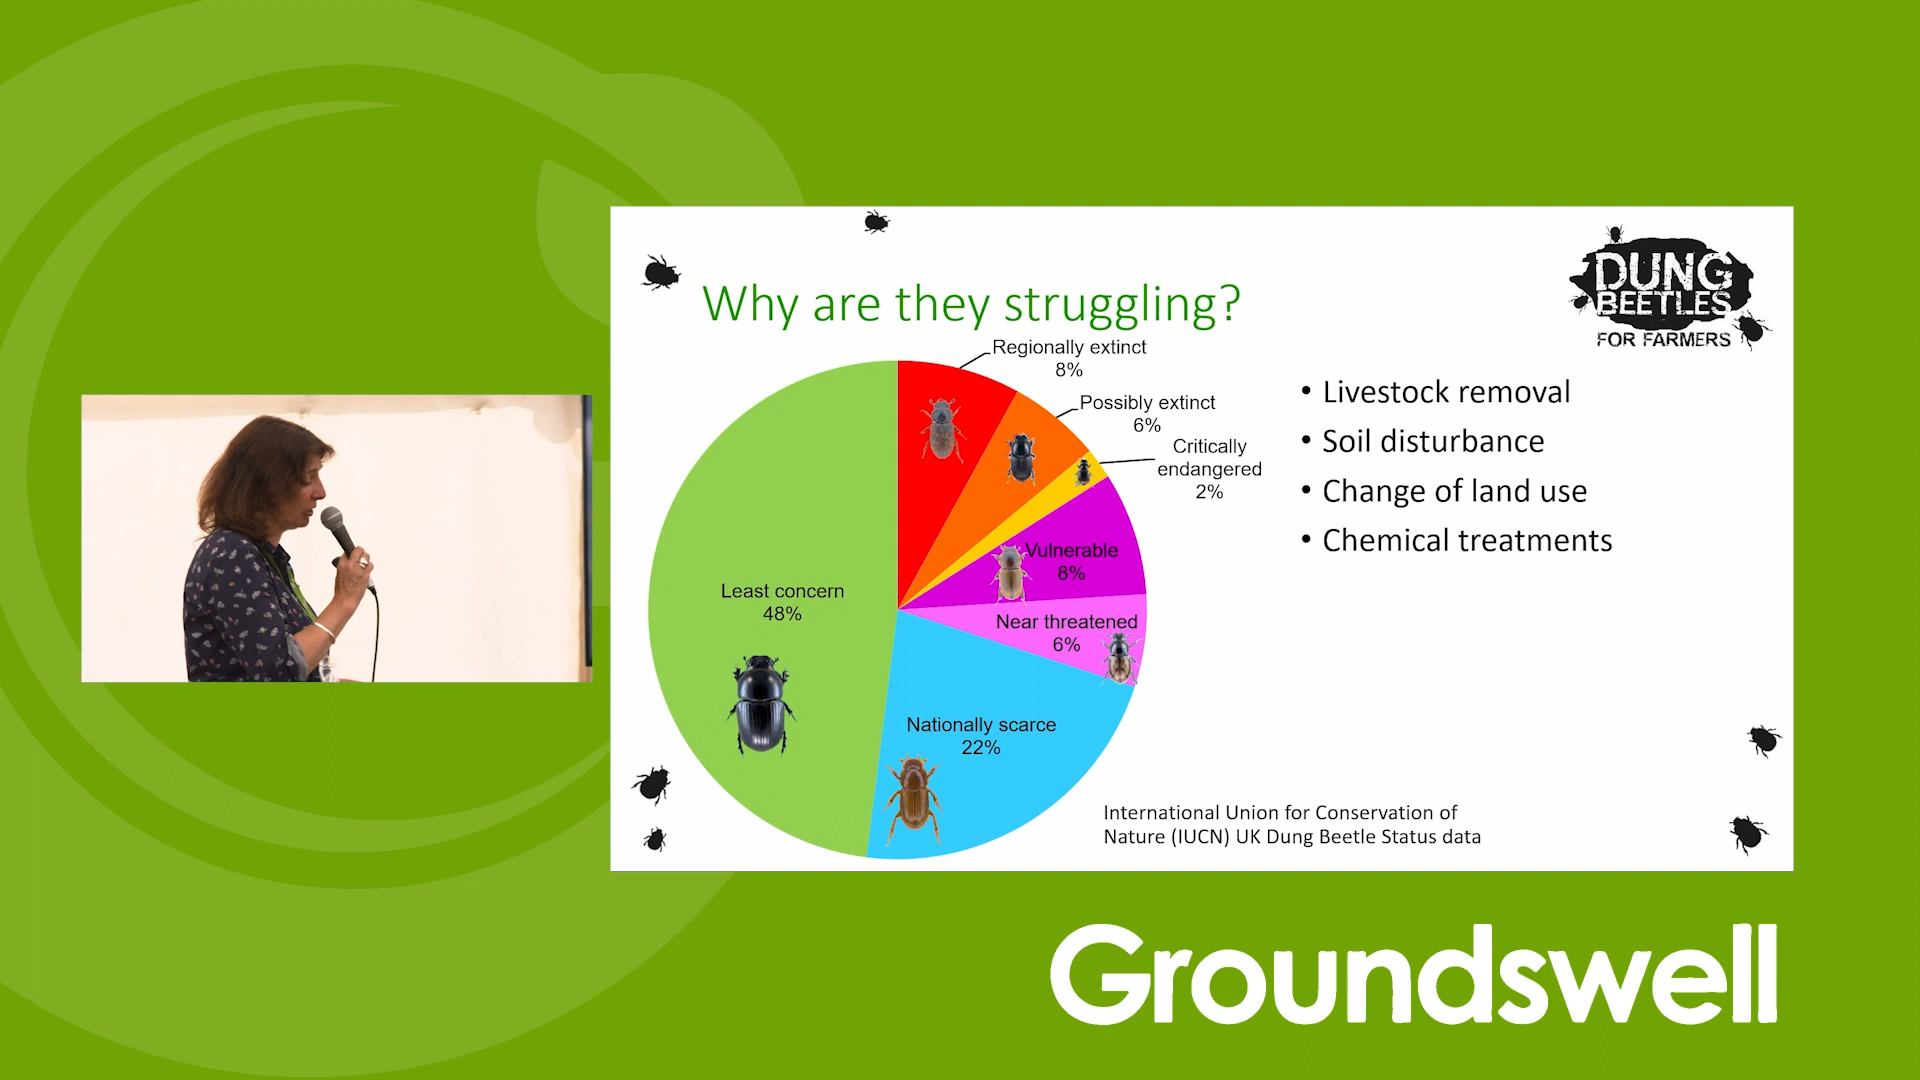 DUNG
BEETLES
FOR FARMERS
Why are they struggling?
Regionally extinct
8%
Possibly extinct
6%
Critically
endangered
2%
Vulnerable
8%
Near threatened
6%
Nationally scarce
22%
Least concern
48%
• Livestock removal
• Soil disturbance
• Change of land use
• Chemical treatments
International Union for Conservation of
Nature (IUCN) UK Dung Beetle Status data
Groundswell